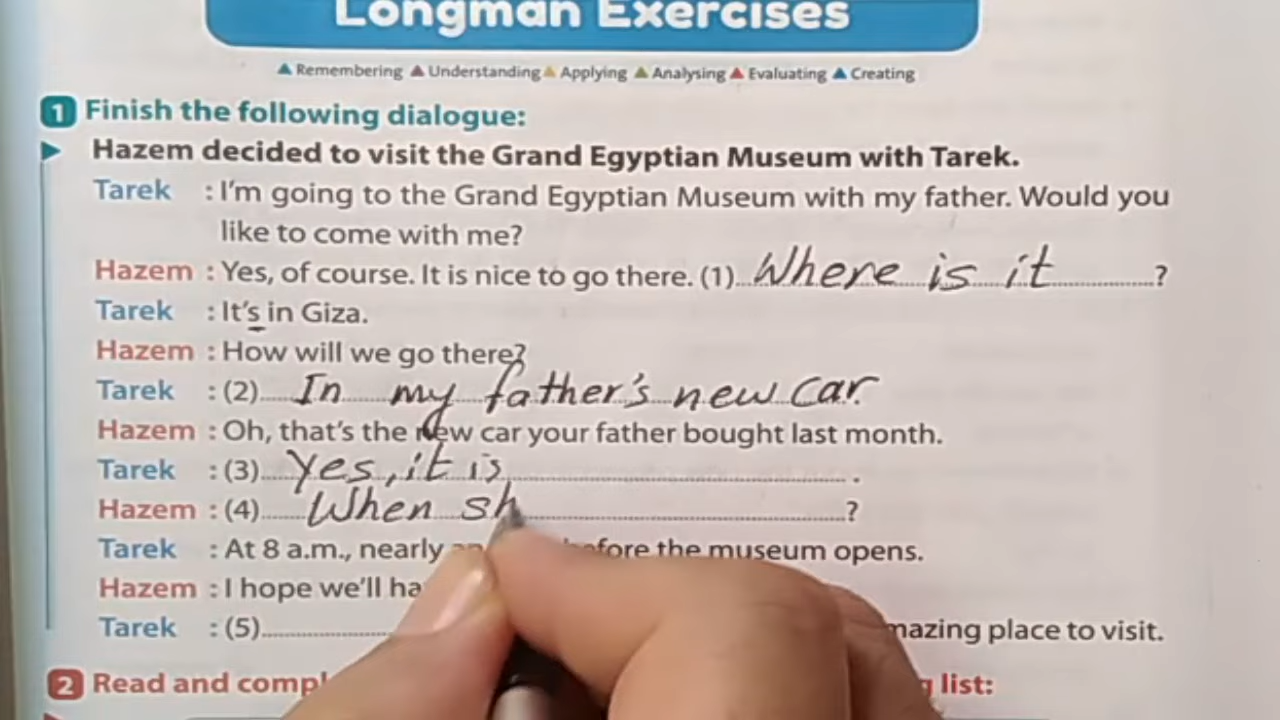 Longman Exercises
Remembering Understanding Applying Analysing Evaluating Creating
1 Finish the following dialogue:
Hazem decided to visit the Grand Egyptian Museum with Tarek.
Tarek : I'm going to the Grand Egyptian Museum with my father. Would you
like to come with me?
Hazem : Yes, of course. It is nice to go there. (1)...Where is it...?
Tarek : It's in Giza.
Hazem : How will we go there?
Tarek : (2)...In my father's new car.
Hazem : Oh, that's the new car your father bought last month.
Tarek : (3)...Yes, it is...
Hazem : (4)...When sh...?
Tarek : At 8 a.m., nearly before the museum opens.
Hazem : I hope we'll
Tarek : (5)... place to visit.
2 Read and list: